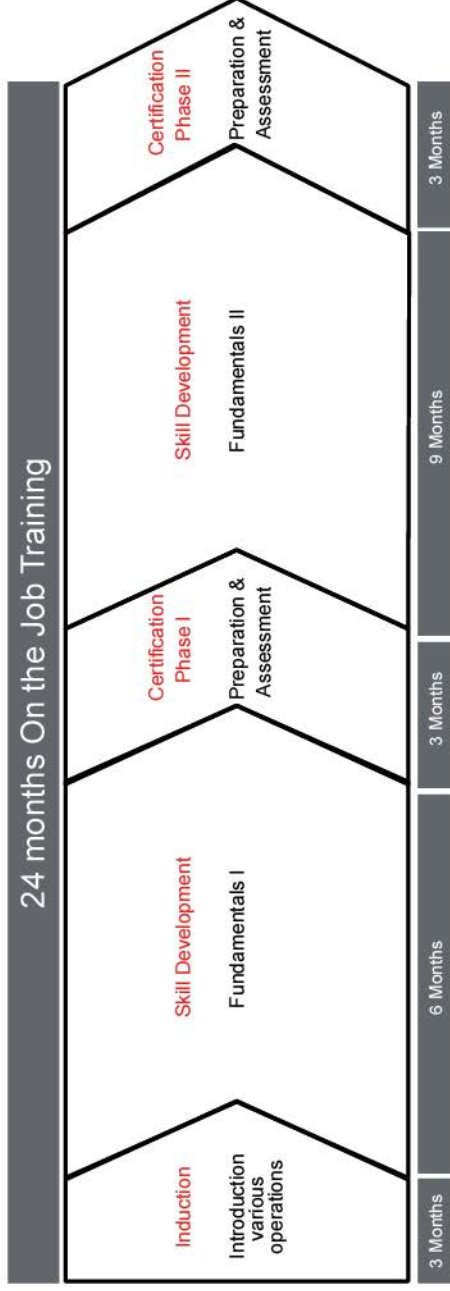 24 months On the Job Training
Induction
Introduction
various
operations
Skill Development
Fundamentals I
Certification
Phase I
Preparation &
Assessment
Skill Development
Fundamentals II
Certification
Phase II
Preparation &
Assessment
3 Months
6 Months
3 Months
9 Months
3 Months